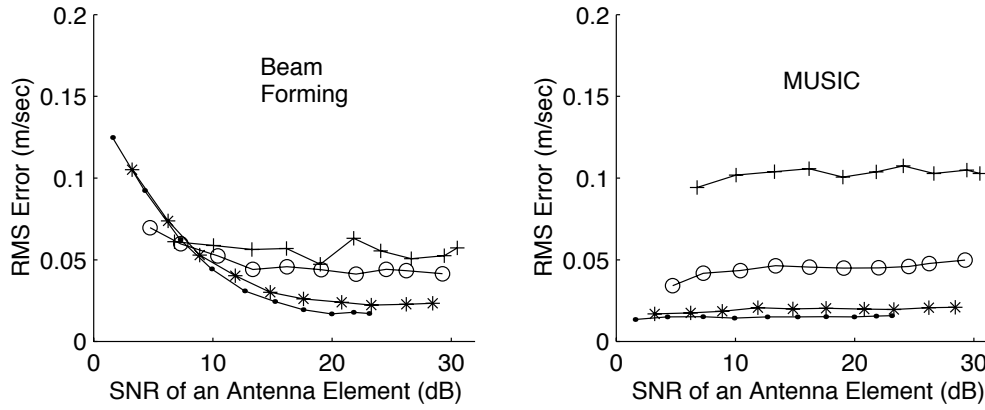 0.2
0.15
0.1
0.05
0
RMS Error (m/sec)
Beam
Forming
0
10
20
30
SNR of an Antenna Element (dB)
0.2
0.15
0.1
0.05
0
RMS Error (m/sec)
MUSIC
0
10
20
30
SNR of an Antenna Element (dB)